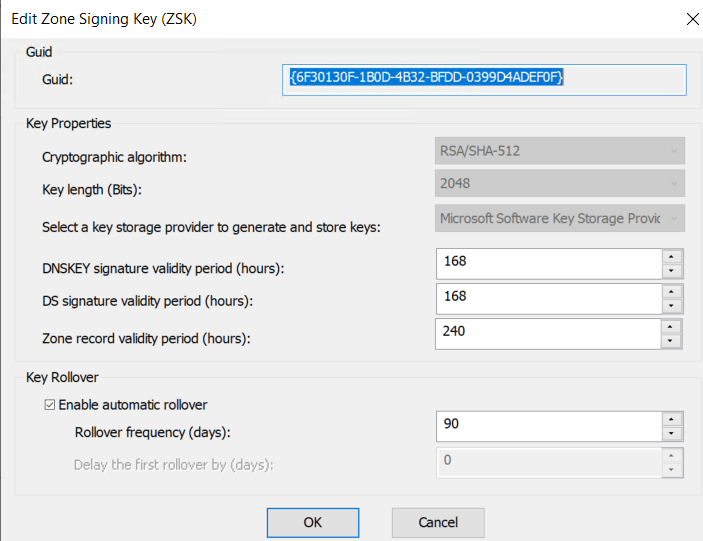 Edit Zone Signing Key (ZSK)
Guid
Guid: {6F30130F-1B0D-4B32-BFDD-0399D4ADEF0F}
Key Properties
Cryptographic algorithm: RSA/SHA-512
Key length (Bits): 2048
Select a key storage provider to generate and store keys: Microsoft Software Key Storage Provic
DNSKEY signature validity period (hours): 168
DS signature validity period (hours): 168
Zone record validity period (hours): 240
Key Rollover
Enable automatic rollover
Rollover frequency (days): 90
Delay the first rollover by (days): 0
OK Cancel